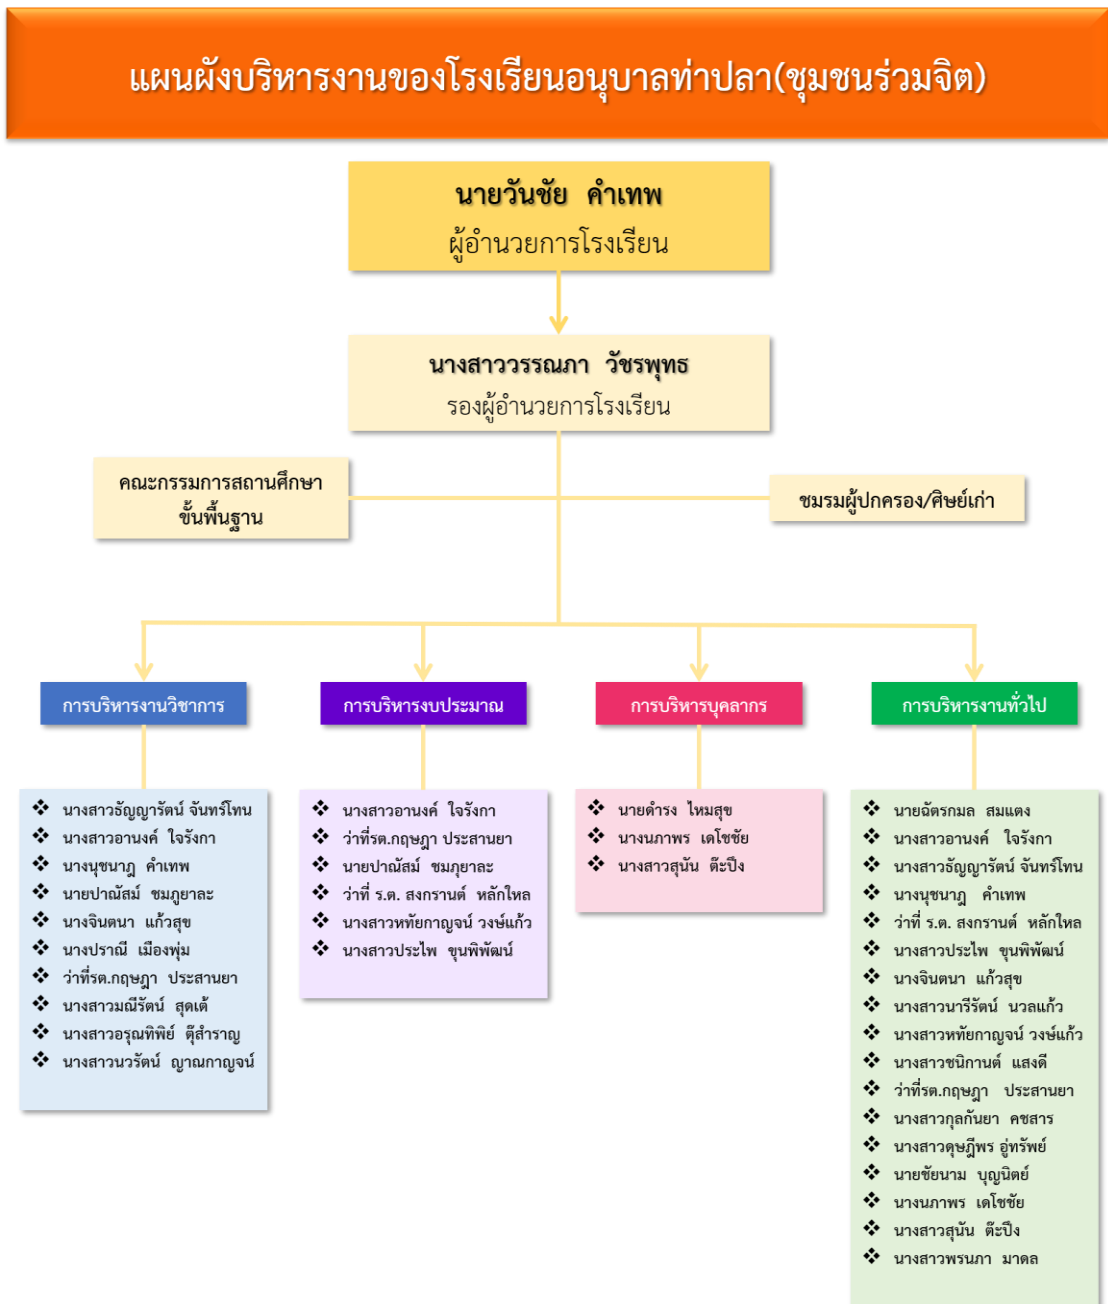 แผนผังบริหารงานของโรงเรียนอนุบาลท่าปลา(ชุมชนร่วมจิต)
นายวันชัย คำเทพ
ผู้อำนวยการโรงเรียน
นางสาววรรณภา วัชรพุทธ
รองผู้อำนวยการโรงเรียน
คณะกรรมการสถานศึกษา
ขั้นพื้นฐาน
ชมรมผู้ปกครอง/ศิษย์เก่า
การบริหารงานวิชาการ
นางสาวธัญญารัตน์ จันทร์โทน
นางสาวอานงค์ ใจรังกา
นางนุชนาฎ คำเทพ
นายปาณัสม์ ชมภูยาละ
นางจินตนา แก้วสุข
นางปราณี เมืองพุ่ม
ว่าที่รต.กฤษฎา ประสานยา
นางสาวมณีรัตน์ สุดเต้
นางสาวอรุณทิพิย์ ตุ๊สำราญ
นางสาวนวรัตน์ ญาณกาญจน์
การบริหารงบประมาณ
นางสาวอานงค์ ใจรังกา
ว่าที่รต.กฤษฎา ประสานยา
นายปาณัสม์ ชมภูยาละ
ว่าที่ ร.ต. สงกรานต์ หลักใหล
นางสาวหทัยกาญจน์ วงษ์แก้ว
นางสาวประไพ ขุนพิพัฒน์
การบริหารบุคลากร
นายดำรง ไหมสุข
นางนภาพร เดโชชัย
นางสาวสุนัน ต๊ะปึง
การบริหารงานทั่วไป
นายฉัตรกมล สมแตง
นางสาวอานงค์ ใจรังกา
นางสาวธัญญารัตน์ จันทร์โทน
นางนุชนาฎ คำเทพ
ว่าที่ ร.ต. สงกรานต์ หลักใหล
นางสาวประไพ ขุนพิพัฒน์
นางจินตนา แก้วสุข
นางสาวนารีรัตน์ นวลแก้ว
นางสาวหทัยกาญจน์ วงษ์แก้ว
นางสาวชนิกานต์ แสงดี
ว่าที่รต.กฤษฎา ประสานยา
นางสาวกุลกันยา คชสาร
นางสาวดุษฎีพร อู่ทรัพย์
นายชัยนาม บุญนิตย์
นางนภาพร เดโชชัย
นางสาวสุนัน ต๊ะปึง
นางสาวพรนภา มาดล